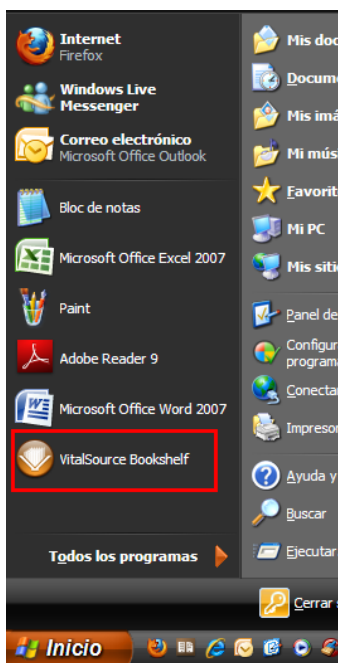 Internet
Firefox
Windows Live
Messenger
Correo electrónico
Microsoft Office Outlook
Bloc de notas
Microsoft Office Excel 2007
Paint
Adobe Reader 9
Microsoft Office Word 2007
VitalSource Bookshelf
Todos los programas
Mis doc
Docume
Mis imá
Mi mús
Favorit
Mi PC
Mis siti
Panel de
Configur
programa
Conectar
Impresor
Ayuda y
Buscar
Ejecutar
Cerrar s
Inicio